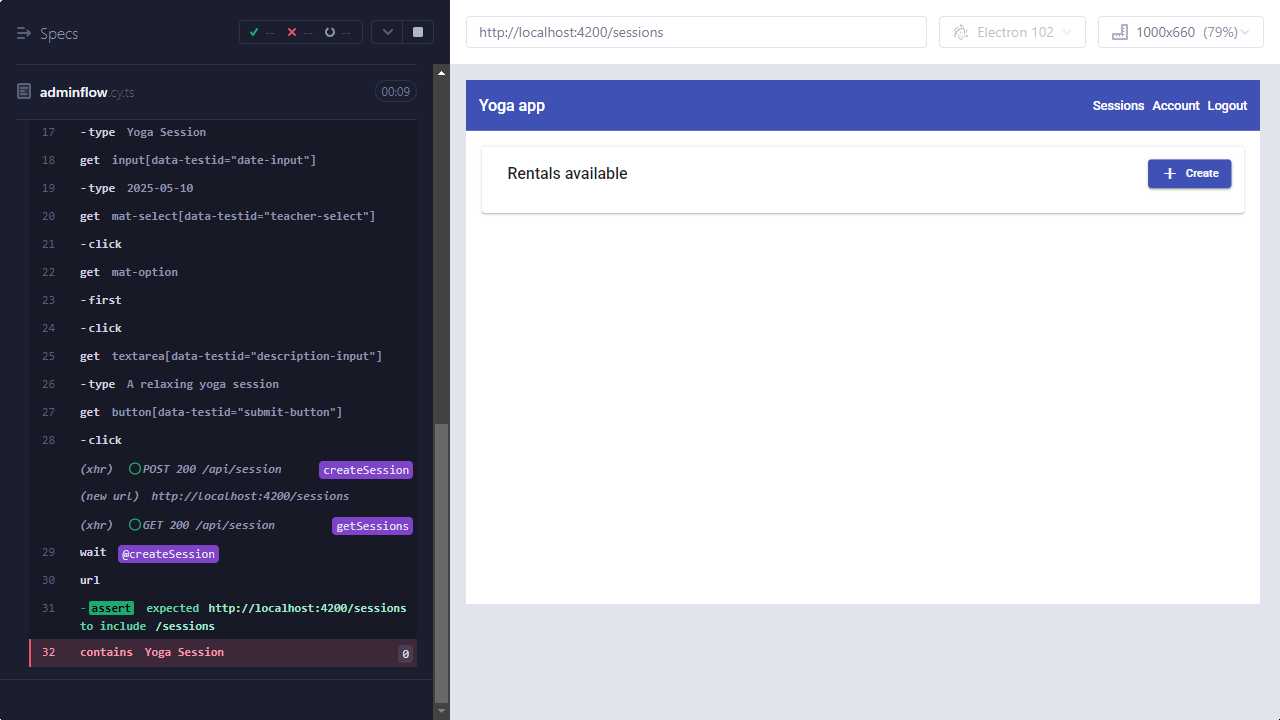 Specs
-- -- --
adminflow.cy.ts 00:09
17 -type Yoga Session
18 get input[data-testid="date-input"]
19 -type 2025-05-10
20 get mat-select[data-testid="teacher-select"]
21 -click
22 get mat-option
23 -first
24 -click
25 get textarea[data-testid="description-input"]
26 -type A relaxing yoga session
27 get button[data-testid="submit-button"]
28 -click
(xhr) POST 200 /api/session createSession
(new url) http://localhost:4200/sessions
(xhr) GET 200 /api/session getSessions
29 wait @createSession
30 url
31 -assert expected http://localhost:4200/sessions
to include /sessions
32 contains Yoga Session 0
http://localhost:4200/sessions Electron 102 1000x660 (79%)
Yoga app Sessions Account Logout
Rentals available Create